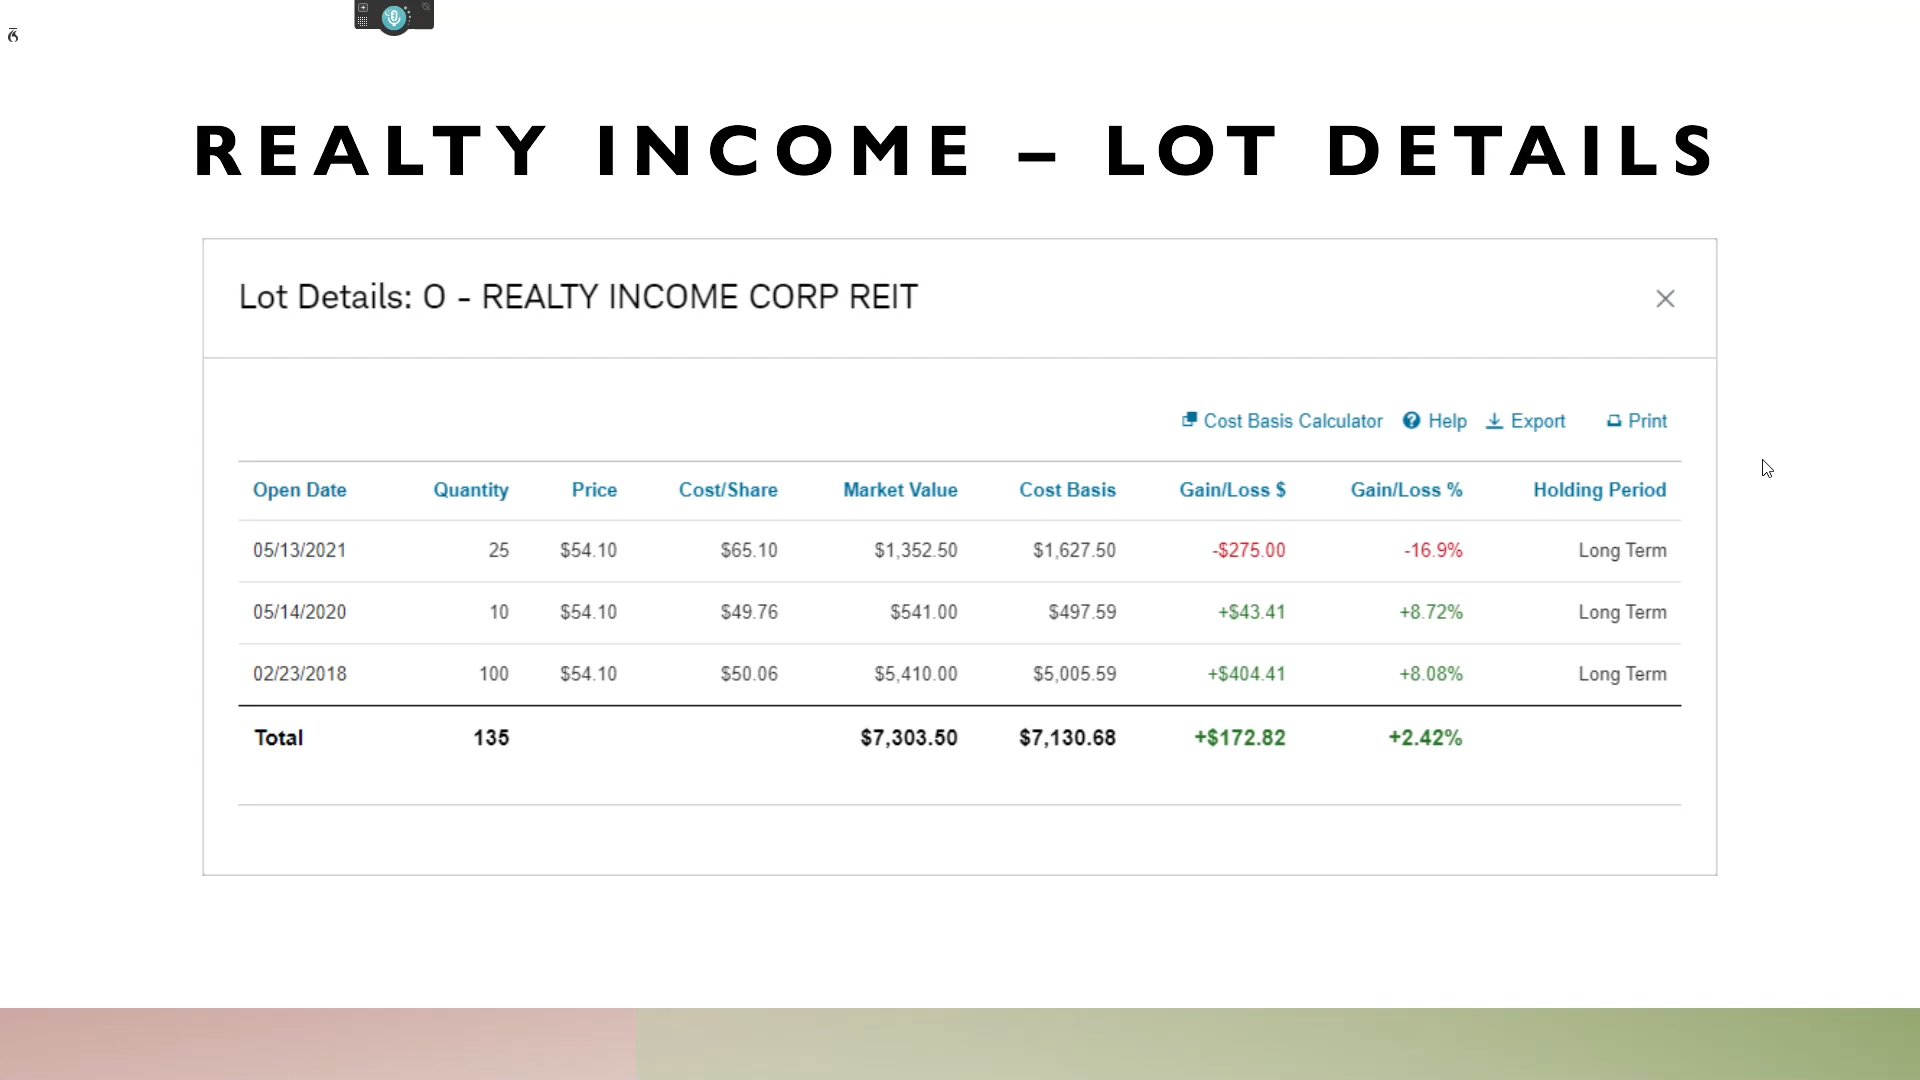 REALTY INCOME – LOT DETAILS
Lot Details: O - REALTY INCOME CORP REIT
Cost Basis Calculator Help Export Print
Open Date Quantity Price Cost/Share Market Value Cost Basis Gain/Loss $ Gain/Loss % Holding Period
05/13/2021 25 $54.10 $65.10 $1,352.50 $1,627.50 -$275.00 -16.9% Long Term
05/14/2020 10 $54.10 $49.76 $541.00 $497.59 +$43.41 +8.72% Long Term
02/23/2018 100 $54.10 $50.06 $5,410.00 $5,005.59 +$404.41 +8.08% Long Term
Total 135 $7,303.50 $7,130.68 +$172.82 +2.42%